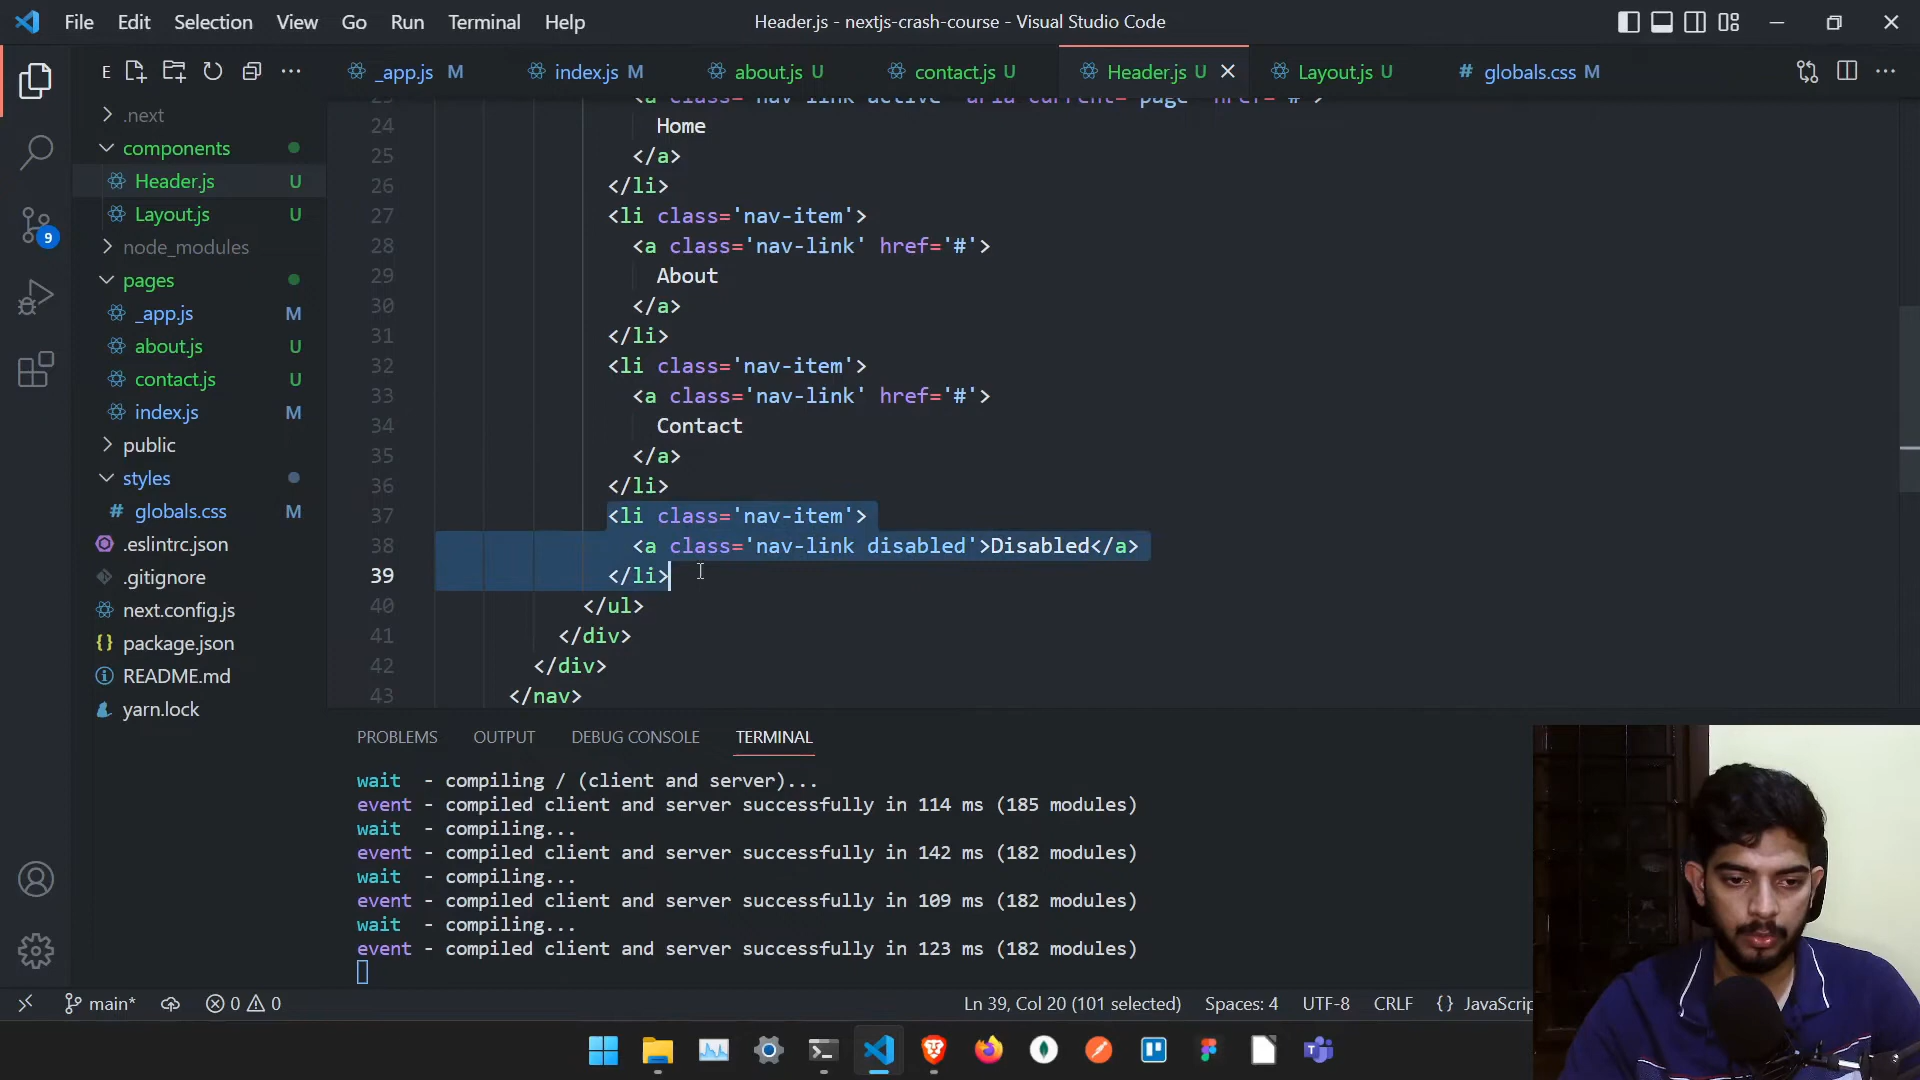 File Edit Selection View Go Run Terminal Help
Header.js - nextjs-crash-course - Visual Studio Code
E
_app.js M
index.js M
about.js U
contact.js U
Header.js U
Layout.js U
# globals.css M
.next
components
Header.js U
Layout.js U
node_modules
pages
_app.js M
about.js U
contact.js U
index.js M
public
styles
# globals.css M
.eslintrc.json
.gitignore
next.config.js
{} package.json
README.md
yarn.lock
9
<a class='nav-link active' aria-current='page' href='#'>
24 Home
25 </a>
26 </li>
27 <li class='nav-item'>
28 <a class='nav-link' href='#'>
29 About
30 </a>
31 </li>
32 <li class='nav-item'>
33 <a class='nav-link' href='#'>
34 Contact
35 </a>
36 </li>
37 <li class='nav-item'>
38 <a class='nav-link disabled'>Disabled</a>
39 </li>
40 </ul>
41 </div>
42 </div>
43 </nav>
PROBLEMS OUTPUT DEBUG CONSOLE TERMINAL
wait - compiling / (client and server)...
event - compiled client and server successfully in 114 ms (185 modules)
wait - compiling...
event - compiled client and server successfully in 142 ms (182 modules)
wait - compiling...
event - compiled client and server successfully in 109 ms (182 modules)
wait - compiling...
event - compiled client and server successfully in 123 ms (182 modules)
main* 0 0 Ln 39, Col 20 (101 selected) Spaces: 4 UTF-8 CRLF {} JavaScrip